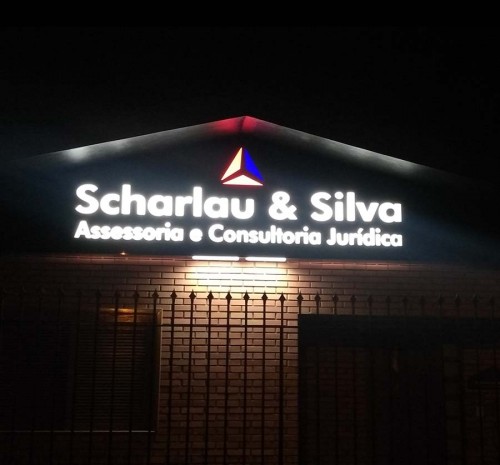 Scharlau & Silva
Assessoria e Consultoria Jurídica